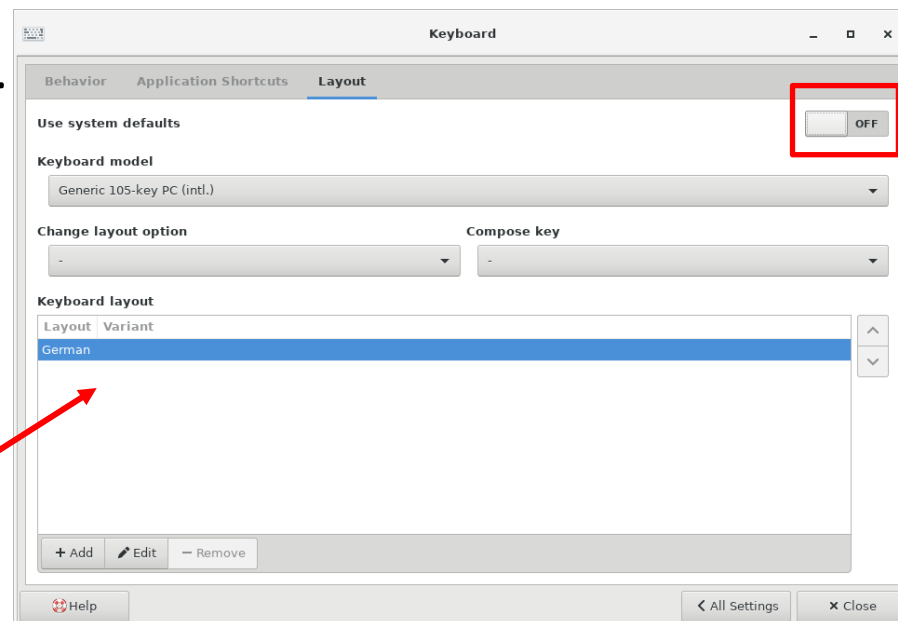 Keyboard
Behavior Application Shortcuts Layout
Use system defaults OFF
Keyboard model
Generic 105-key PC (intl.)
Change layout option Compose key
- -
Keyboard layout
Layout Variant
German
+ Add Edit − Remove
Help All Settings × Close